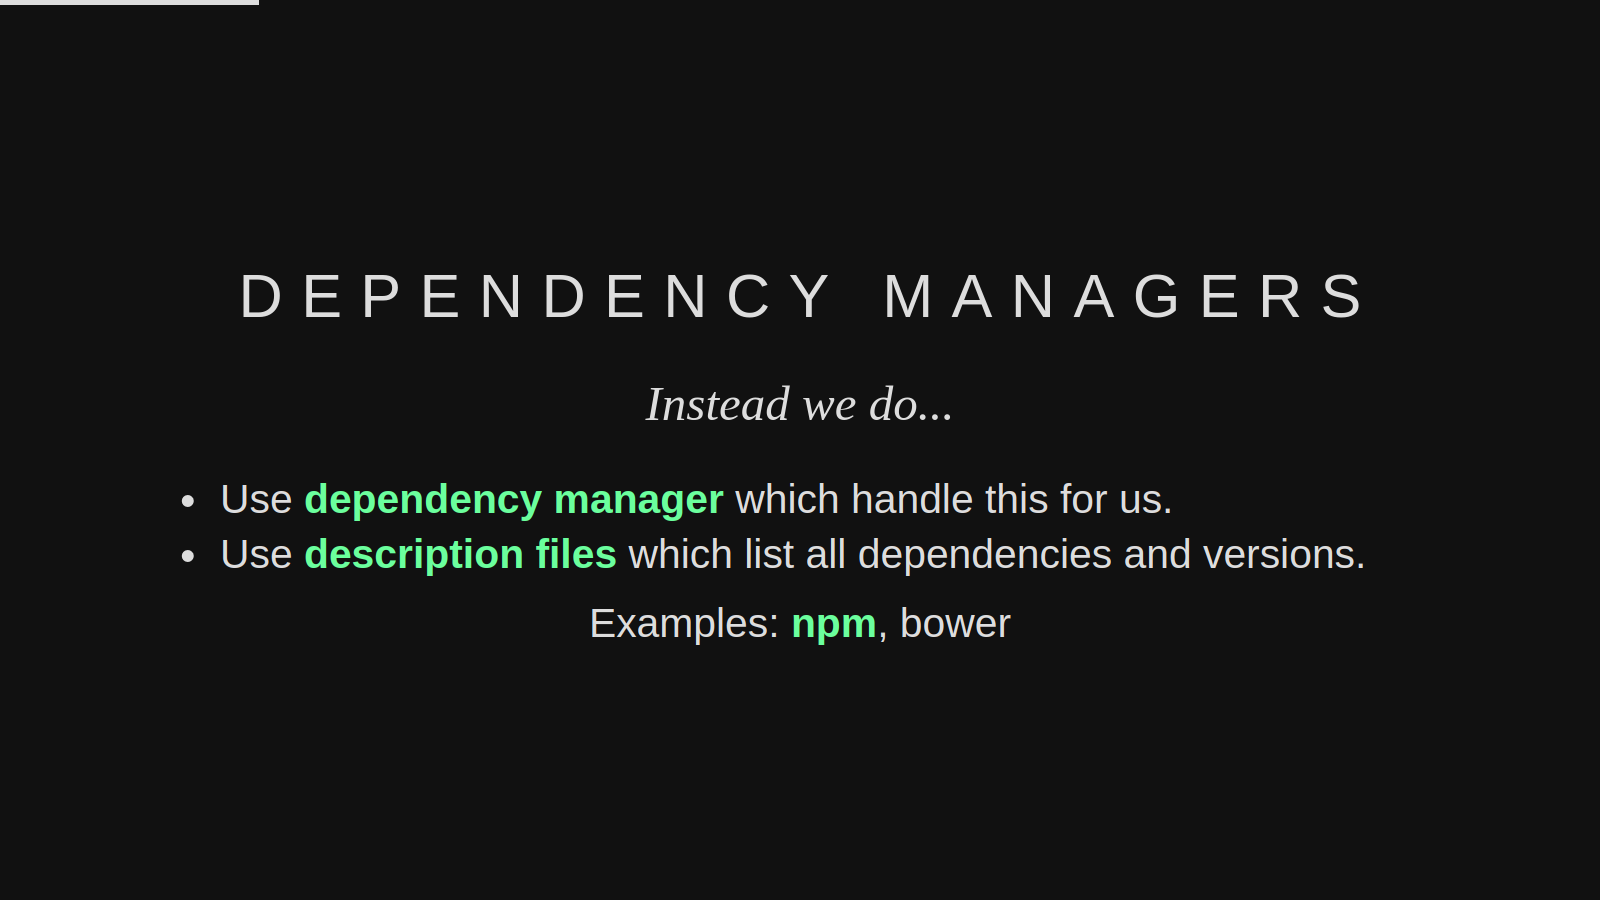 DEPENDENCY MANAGERS
Instead we do...
• Use dependency manager which handle this for us.
• Use description files which list all dependencies and versions.
Examples: npm, bower